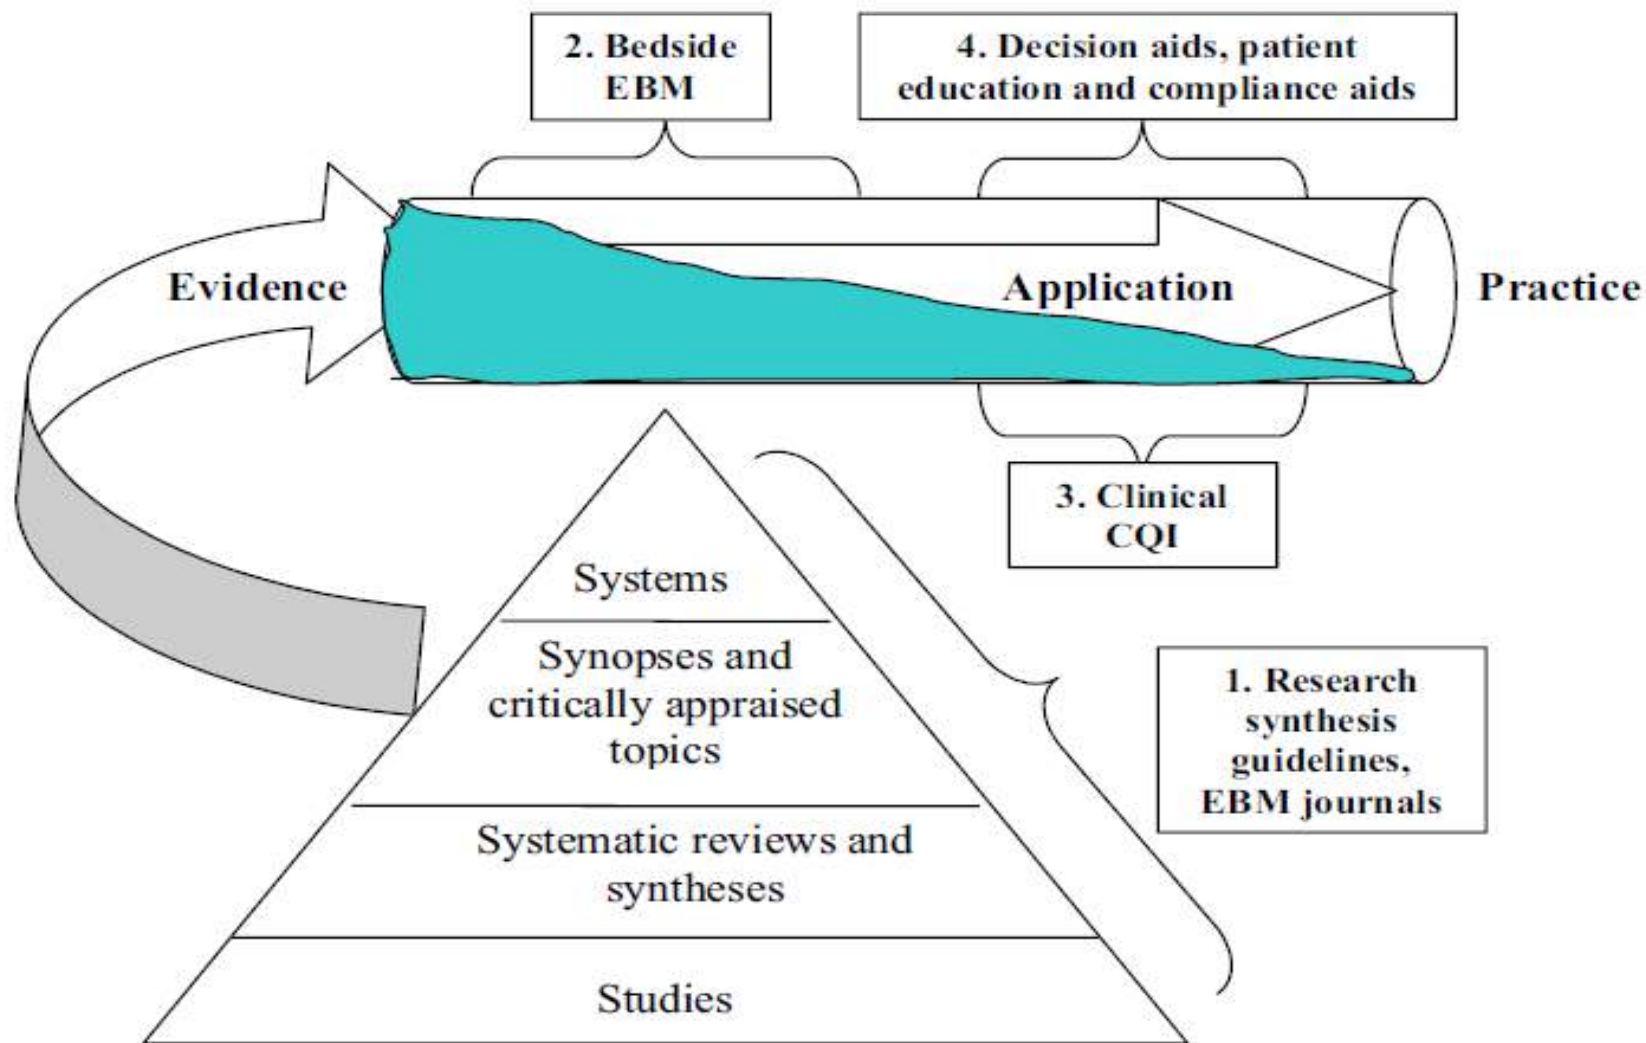 2. Bedside
EBM
4. Decision aids, patient
education and compliance aids
Evidence
Application
Practice
3. Clinical
CQI
Systems
Synopses and
critically appraised
topics
1. Research
synthesis
guidelines,
EBM journals
Systematic reviews and
syntheses
Studies